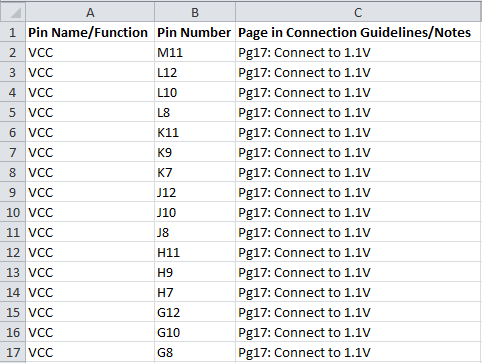 A B C
1 Pin Name/Function Pin Number Page in Connection Guidelines/Notes
2 VCC M11 Pg17: Connect to 1.1V
3 VCC L12 Pg17: Connect to 1.1V
4 VCC L10 Pg17: Connect to 1.1V
5 VCC L8 Pg17: Connect to 1.1V
6 VCC K11 Pg17: Connect to 1.1V
7 VCC K9 Pg17: Connect to 1.1V
8 VCC K7 Pg17: Connect to 1.1V
9 VCC J12 Pg17: Connect to 1.1V
10 VCC J10 Pg17: Connect to 1.1V
11 VCC J8 Pg17: Connect to 1.1V
12 VCC H11 Pg17: Connect to 1.1V
13 VCC H9 Pg17: Connect to 1.1V
14 VCC H7 Pg17: Connect to 1.1V
15 VCC G12 Pg17: Connect to 1.1V
16 VCC G10 Pg17: Connect to 1.1V
17 VCC G8 Pg17: Connect to 1.1V